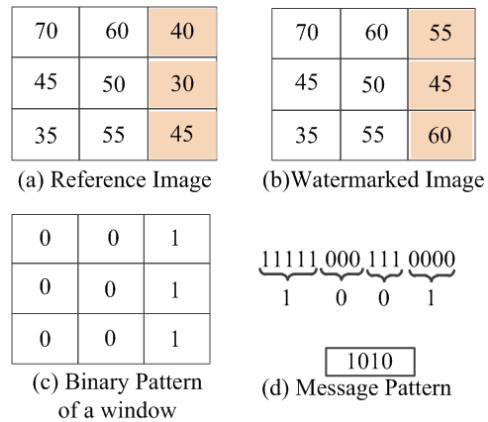 70 60 40
45 50 30
35 55 45
(a) Reference Image
70 60 55
45 50 45
35 55 60
(b)Watermarked Image
0 0 1
0 0 1
0 0 1
(c) Binary Pattern
of a window
11111 000 111 0000
1 0 0 1
1010
(d) Message Pattern